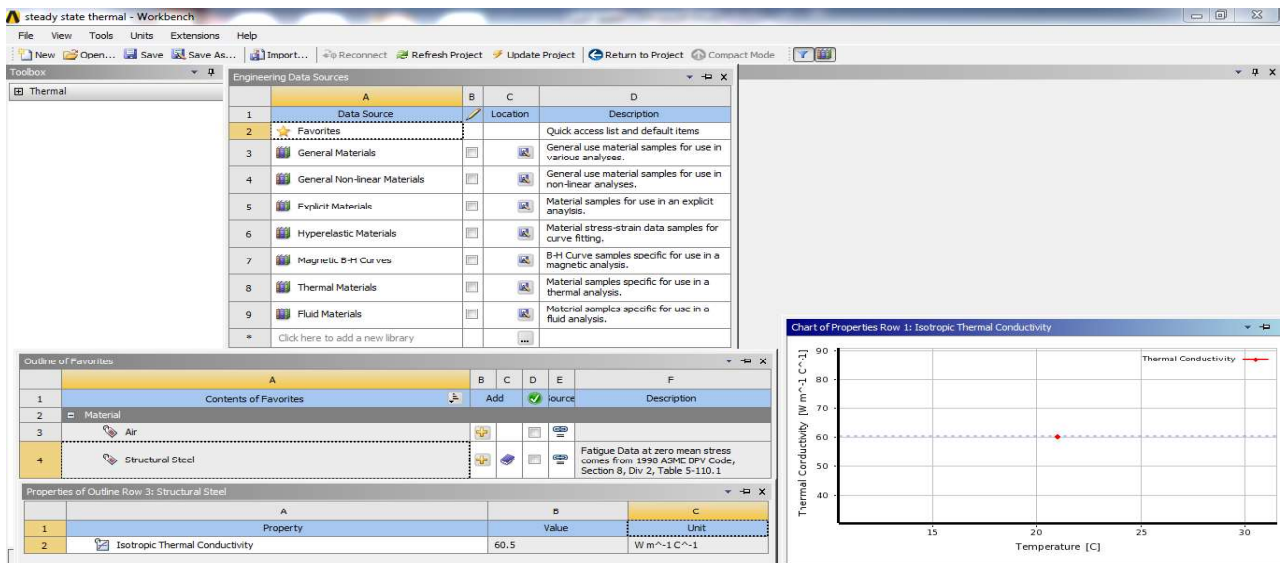 steady state thermal - Workbench
File View Tools Units Extensions Help
New Open... Save Save As... Import... Reconnect Refresh Project Update Project Return to Project Compact Mode
Toolbox
Thermal
Engineering Data Sources
A B C D
1 Data Source Location Description
2 Favorites Quick access list and default items
3 General Materials General use material samples for use in
various analyses.
4 General Non-linear Materials General use material samples for use in
non-linear analyses.
5 Explicit Materials Material samples for use in an explicit
anaylsis.
6 Hyperelastic Materials Material stress-strain data samples for
curve fitting.
7 Magnetic B-H Curves B-H Curve samples specific for use in a
magnetic analysis.
8 Thermal Materials Material samples specific for use in a
thermal analysis.
9 Fluid Materials Material samples specific for use in a
fluid analysis.
* Click here to add a new library ...
Outline of Favorites
A B C D E F
1 Contents of Favorites Add Source Description
2 Material
3 Air
4 Structural Steel Fatigue Data at zero mean stress
comes from 1998 ASME BPV Code,
Section 8, Div 2, Table 5-110.1
Properties of Outline Row 3: Structural Steel
A B C
1 Property Value Unit
2 Isotropic Thermal Conductivity 60.5 W m^-1 C^-1
Chart of Properties Row 1: Isotropic Thermal Conductivity
Thermal Conductivity
Thermal Conductivity [W m^-1 C^-1]
90
80
70
60
50
40
15 20 25 30
Temperature [C]